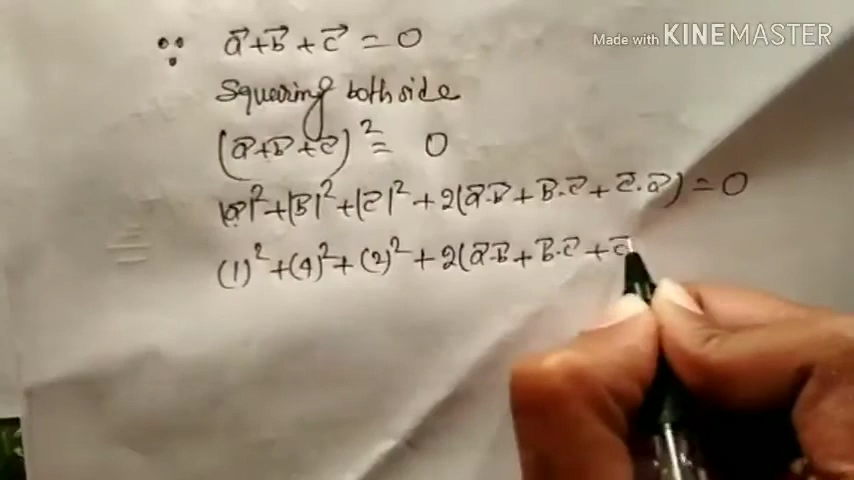 ∵ a⃗+b⃗+c⃗ = 0
Made with KINEMASTER
Squaring both side
(a⃗+b⃗+c⃗)² = 0
|a⃗|²+|b⃗|²+|c⃗|²+2(a⃗.b⃗+b⃗.c⃗+c⃗.a⃗)=0
(1)²+(4)²+(2)²+2(a⃗.b⃗+b⃗.c⃗+c⃗